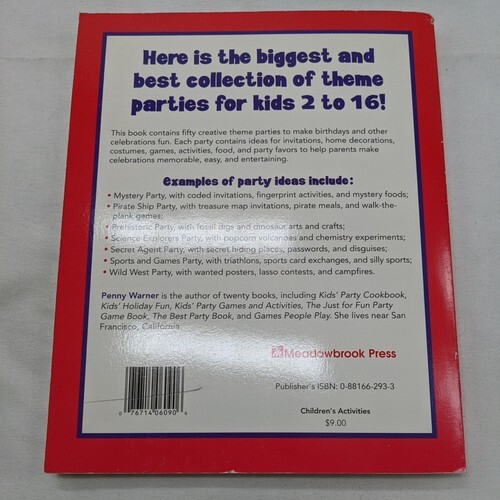 Here is the biggest and
best collection of theme
parties for kids 2 to 16!
This book contains fifty creative theme parties to make birthdays and other
celebrations fun. Each party contains ideas for invitations, home decorations,
costumes, games, activities, food, and party favors to help parents make
celebrations memorable, easy, and entertaining.
Examples of party ideas include:
• Mystery Party, with coded invitations, fingerprint activities, and mystery foods;
• Pirate Ship Party, with treasure map invitations, pirate meals, and walk-the-
plank games;
• Prehistoric Party, with fossil digs and dinosaur arts and crafts;
• Science Explorers Party, with popcorn volcanoes and chemistry experiments;
• Secret Agent Party, with secret hiding places, passwords, and disguises;
• Sports and Games Party, with triathlons, sports card exchanges, and silly sports;
• Wild West Party, with wanted posters, lasso contests, and campfires.
Penny Warner is the author of twenty books, including Kids' Party Cookbook,
Kids' Holiday Fun, Kids' Party Games and Activities, The Just for Fun Party
Game Book, The Best Party Book, and Games People Play. She lives near San
Francisco, California.
Meadowbrook Press
Publisher's ISBN: 0-88166-293-3
0 76714 06090 4
Children's Activities
$9.00